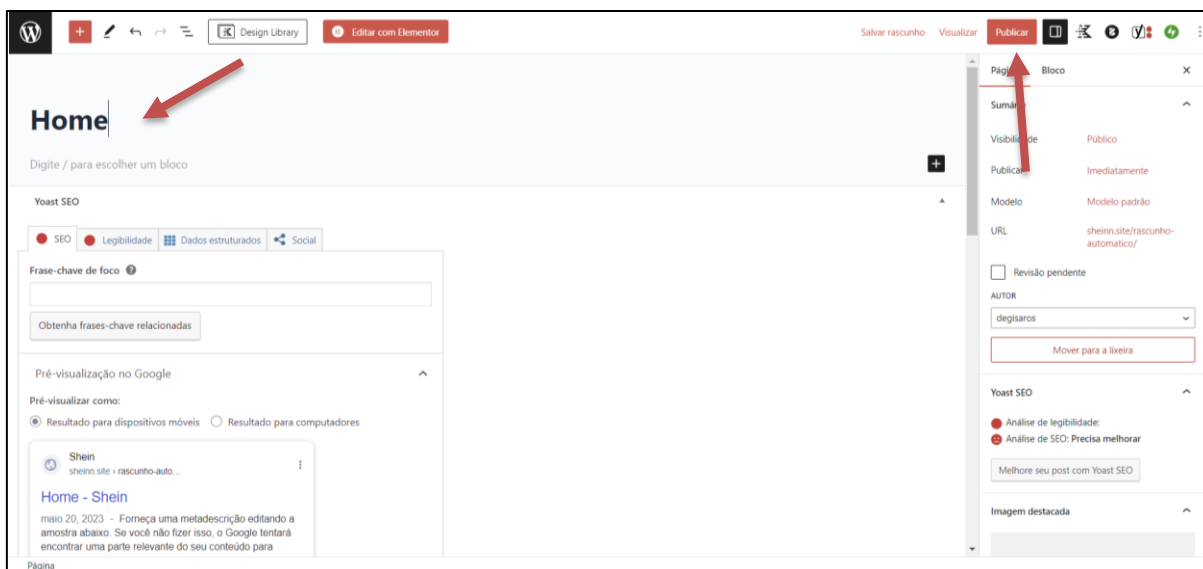 Design Library
Editar com Elementor
Salvar rascunho
Visualizar
Publicar
Home
Digite / para escolher um bloco
Yoast SEO
SEO
Legibilidade
Dados estruturados
Social
Frase-chave de foco
Obtenha frases-chave relacionadas
Pré-visualização no Google
Pré-visualizar como:
Resultado para dispositivos móveis
Resultado para computadores
Shein
sheinn.site › rascunho-auto...
Home - Shein
maio 20, 2023 - Forneça uma metadescrição editando a
amostra abaixo. Se você não fizer isso, o Google tentará
encontrar uma parte relevante do seu conteúdo para
Página
Bloco
Sumário
Visibilidade
Público
Publicar
Imediatamente
Modelo
Modelo padrão
URL
sheinn.site/rascunho-
automatico/
Revisão pendente
AUTOR
degisaros
Mover para a lixeira
Yoast SEO
Análise de legibilidade:
Análise de SEO: Precisa melhorar
Melhore seu post com Yoast SEO
Imagem destacada